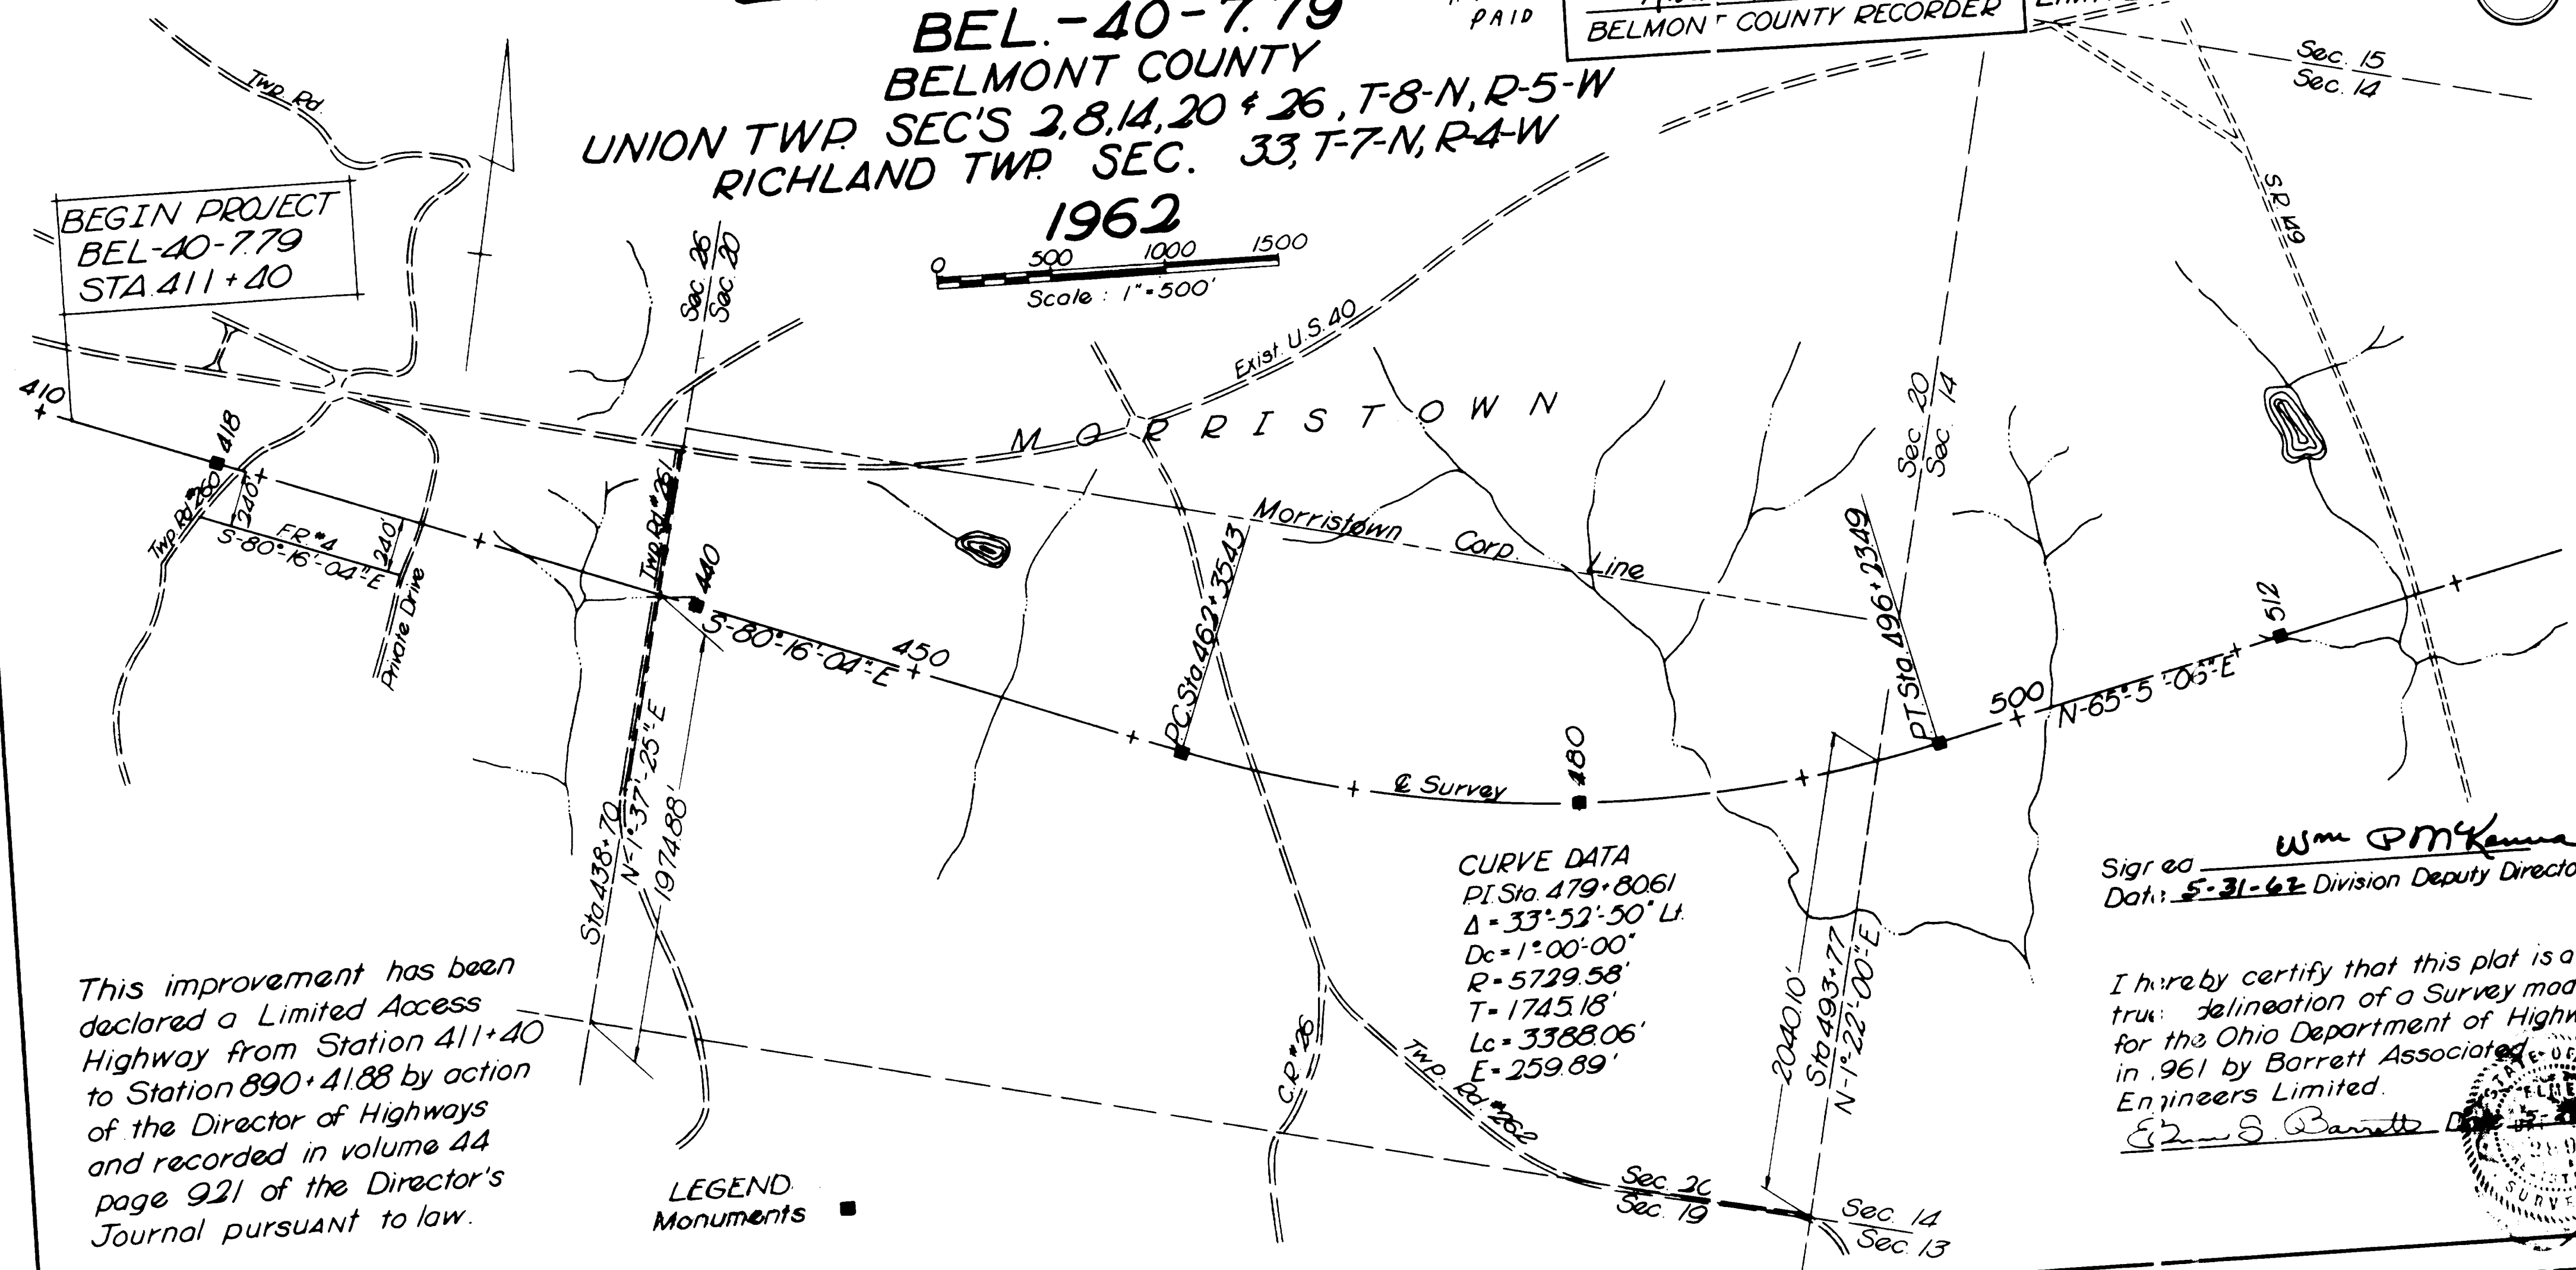 BEL.-40-7.79
BELMONT COUNTY
UNION TWP. SEC'S 2,8,14,20 & 26, T-8-N, R-5-W
RICHLAND TWP. SEC. 33, T-7-N, R-4-W
1962
0 500 1000 1500
Scale : 1"=500'
PAID
BELMONT COUNTY RECORDER
Sec. 15
Sec. 14
Twp. Rd.
BEGIN PROJECT
BEL-40-7.79
STA. 411+40
Sec. 26
Sec. 20
S.R. 149
Exist. U.S. 40
MORRISTOWN
410
418
Twp. Rd. #260
240'
FR #4
S-80°-16'-04"-E
240'
Private Drive
Twp. Rd. #261
440
S-80°-16'-04"-E
450
Morristown Corp. Line
P.C. Sta. 462+35.43
Sec. 20
Sec. 14
P.T. Sta. 496+23.49
500
N-65°-5 '-06"-E
512
℄ Survey
480
Sta. 438+70
N-1°-37'-25"-E
1974.88'
CURVE DATA
P.I. Sta. 479+80.61
Δ = 33°-52'-50" Lt.
Dc = 1°-00'-00"
R = 5729.58'
T = 1745.18'
Lc = 3388.06'
E = 259.89'
2040.10'
Sta. 493+77
N-1°-22'-00"-E
C.R. #26
Twp. Rd. #262
Sec. 20
Sec. 19
Sec. 14
Sec. 13
This improvement has been
declared a Limited Access
Highway from Station 411+40
to Station 890+41.88 by action
of the Director of Highways
and recorded in volume 44
page 921 of the Director's
Journal pursuant to law.
LEGEND
Monuments
Signed Wm P McKenna
Date: 5-31-62 Division Deputy Directo
I hereby certify that this plat is a
true delineation of a Survey mad
for the Ohio Department of Highw
in 1961 by Barrett Associated
Engineers Limited.
S. Barrett